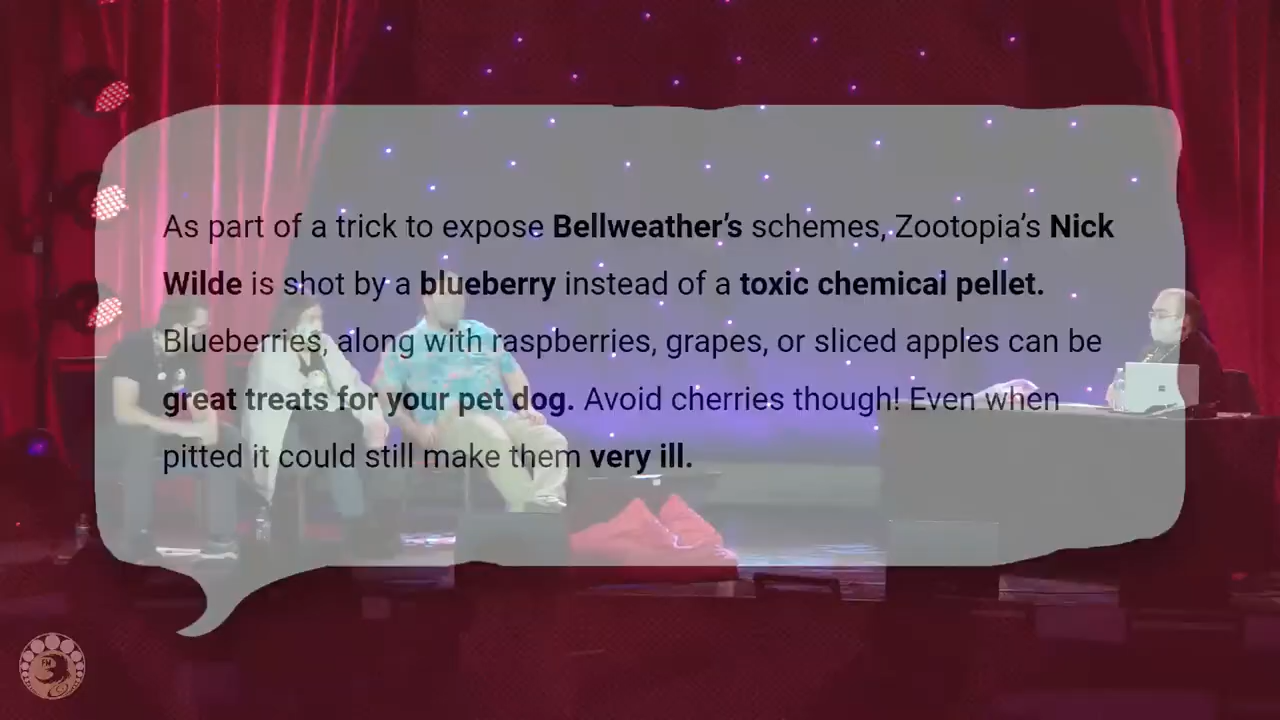 As part of a trick to expose Bellweather’s schemes, Zootopia’s Nick
Wilde is shot by a blueberry instead of a toxic chemical pellet.
Blueberries, along with raspberries, grapes, or sliced apples can be
great treats for your pet dog. Avoid cherries though! Even when
pitted it could still make them very ill.
FM